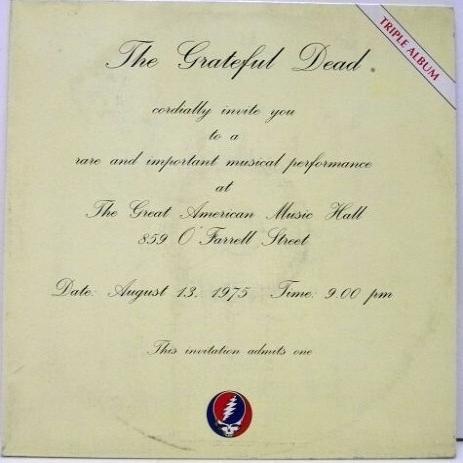 The Grateful Dead
TRIPLE ALBUM
cordially invite you
to a
rare and important musical performance
at
The Great American Music Hall
859 O'Farrell Street
Date: August 13, 1975 Time: 9.00 pm
This invitation admits one